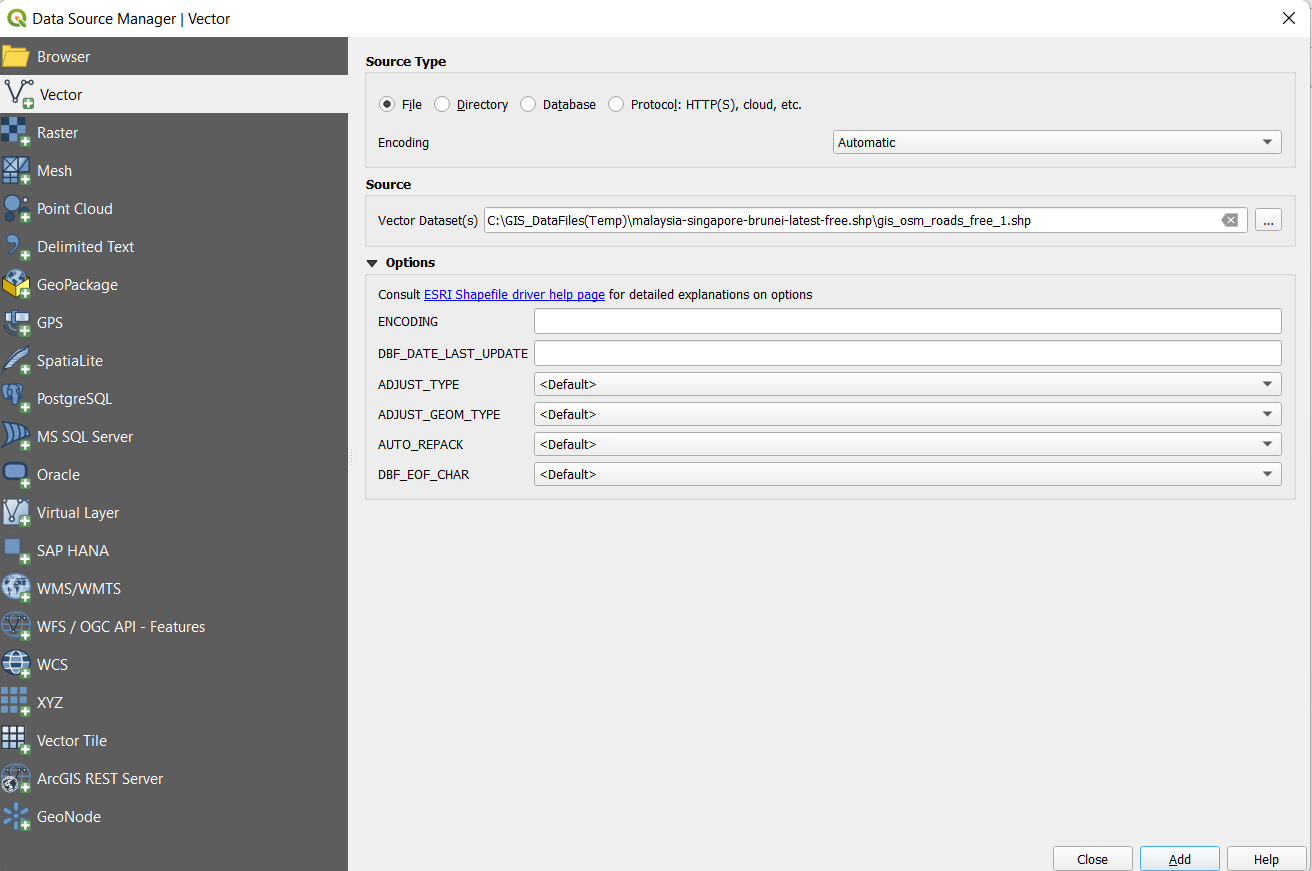 Data Source Manager | Vector
Browser
Vector
Raster
Mesh
Point Cloud
Delimited Text
GeoPackage
GPS
SpatiaLite
PostgreSQL
MS SQL Server
Oracle
Virtual Layer
SAP HANA
WMS/WMTS
WFS / OGC API - Features
WCS
XYZ
Vector Tile
ArcGIS REST Server
GeoNode
Source Type
File Directory Database Protocol: HTTP(S), cloud, etc.
Encoding Automatic
Source
Vector Dataset(s) C:\GIS_DataFiles(Temp)\malaysia-singapore-brunei-latest-free.shp\gis_osm_roads_free_1.shp ...
Options
Consult ESRI Shapefile driver help page for detailed explanations on options
ENCODING
DBF_DATE_LAST_UPDATE
ADJUST_TYPE <Default>
ADJUST_GEOM_TYPE <Default>
AUTO_REPACK <Default>
DBF_EOF_CHAR <Default>
Close Add Help